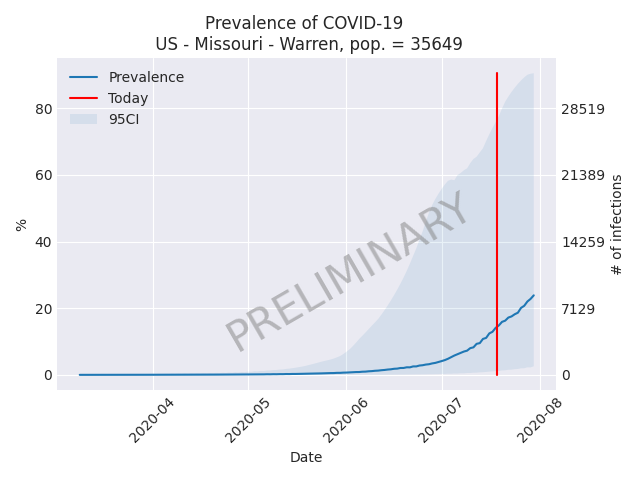 Prevalence of COVID-19
US - Missouri - Warren, pop. = 35649
Prevalence
Today
95CI
80
60
40
20
0
%
28519
21389
14259
7129
0
# of infections
PRELIMINARY
2020-04
2020-05
2020-06
2020-07
2020-08
Date